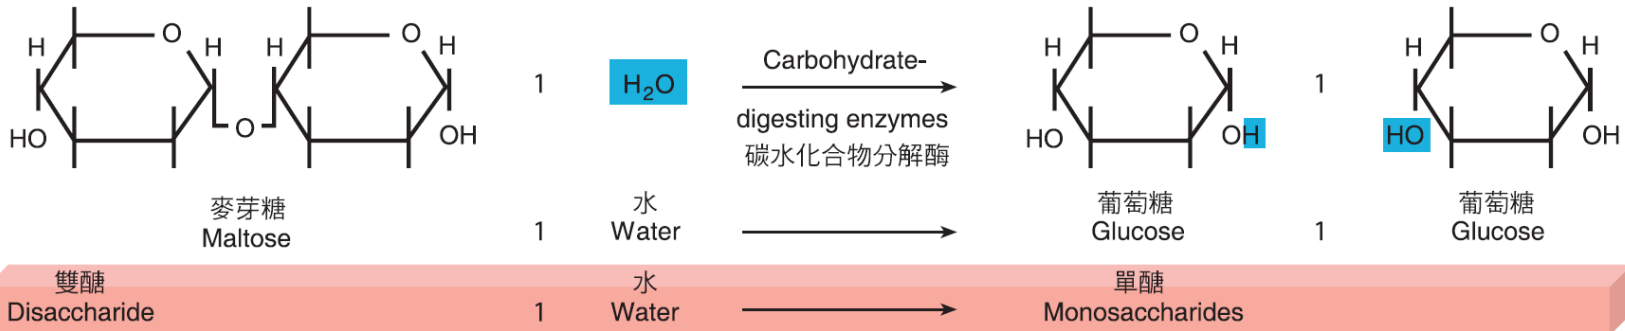 H O H H O H
HO O OH
1
H₂O
Carbohydrate-
digesting enzymes
碳水化合物分解酶
H O H
HO OH
1
H O H
HO OH
麥芽糖
Maltose
1
水
Water
葡萄糖
Glucose
1
葡萄糖
Glucose
雙醣
Disaccharide
1
水
Water
單醣
Monosaccharides